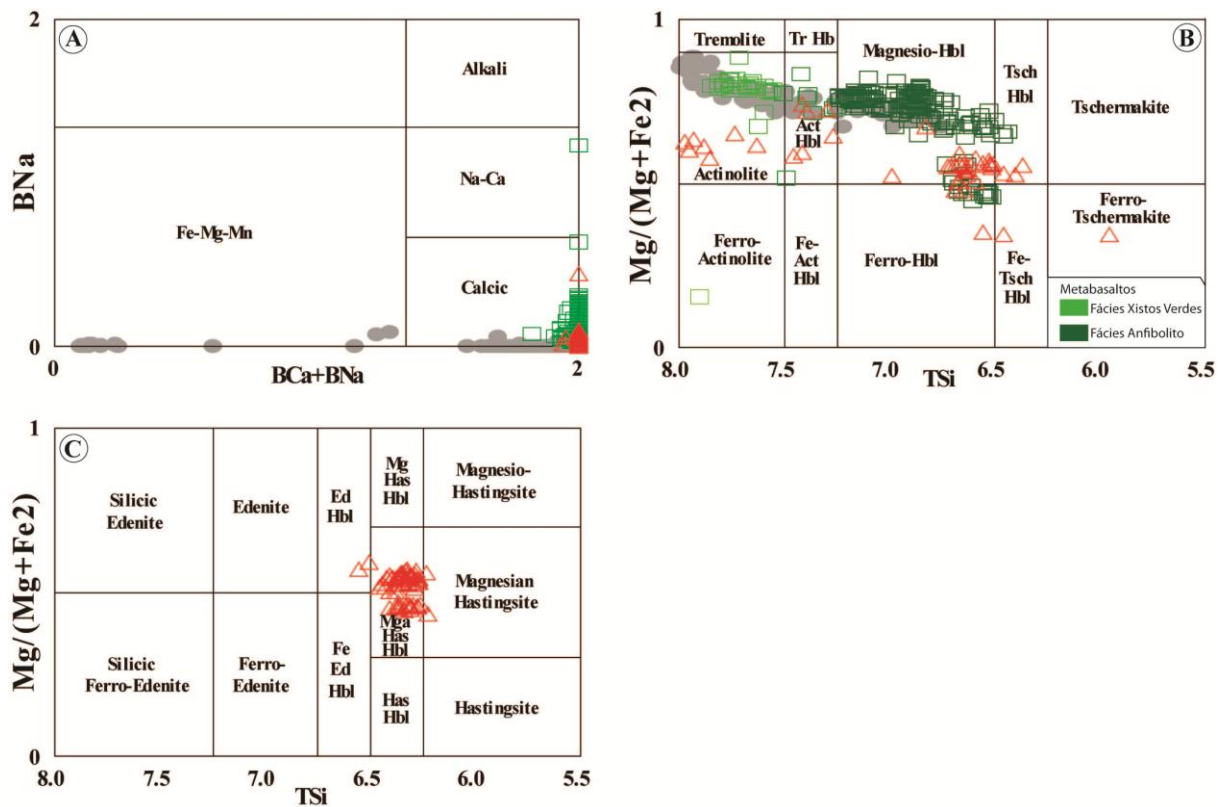 A
2
BNa
0
Alkali
Na-Ca
Fe-Mg-Mn
Calcic
0
BCa+BNa
2
B
1
Mg/(Mg+Fe2)
0
Tremolite
Tr Hb
Magnesio-Hbl
Tsch
Hbl
Tschermakite
Act
Hbl
Actinolite
Ferro-
Actinolite
Fe-
Act
Hbl
Ferro-Hbl
Fe-
Tsch
Hbl
Ferro-
Tschermakite
Metabasaltos
Fácies Xistos Verdes
Fácies Anfibolito
8.0
7.5
7.0
6.5
6.0
5.5
TSi
C
1
Mg/(Mg+Fe2)
0
Silicic
Edenite
Edenite
Ed
Hbl
Mg
Has
Hbl
Magnesio-
Hastingsite
Magnesian
Hastingsite
Mga
Has
Hbl
Silicic
Ferro-Edenite
Ferro-
Edenite
Fe
Ed
Hbl
Has
Hbl
Hastingsite
8.0
7.5
7.0
6.5
6.0
5.5
TSi